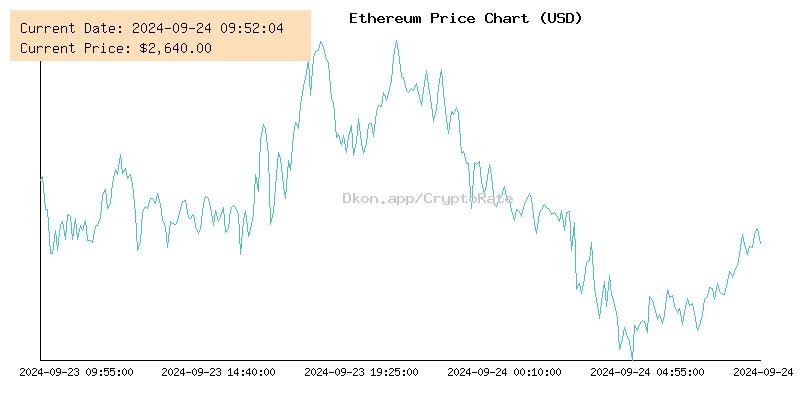 Ethereum Price Chart (USD)
Current Date: 2024-09-24 09:52:04
Current Price: $2,640.00
Dkon.app/CryptoRate
2024-09-23 09:55:00
2024-09-23 14:40:00
2024-09-23 19:25:00
2024-09-24 00:10:00
2024-09-24 04:55:00
2024-09-24